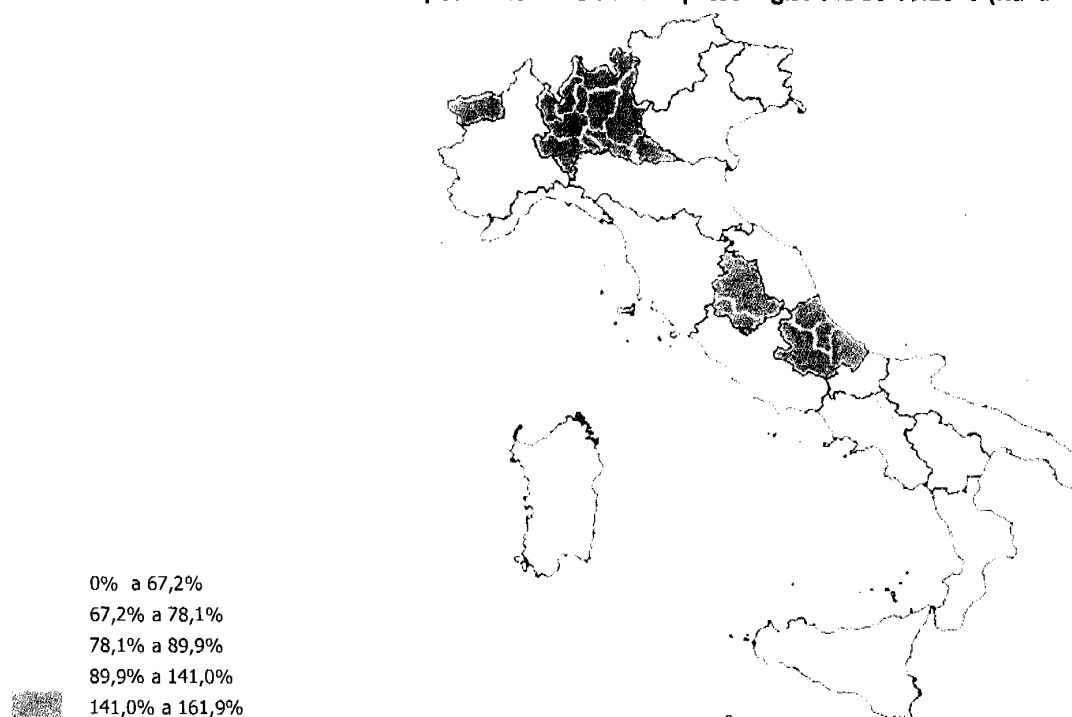 0% a 67,2%
67,2% a 78,1%
78,1% a 89,9%
89,9% a 141,0%
141,0% a 161,9%